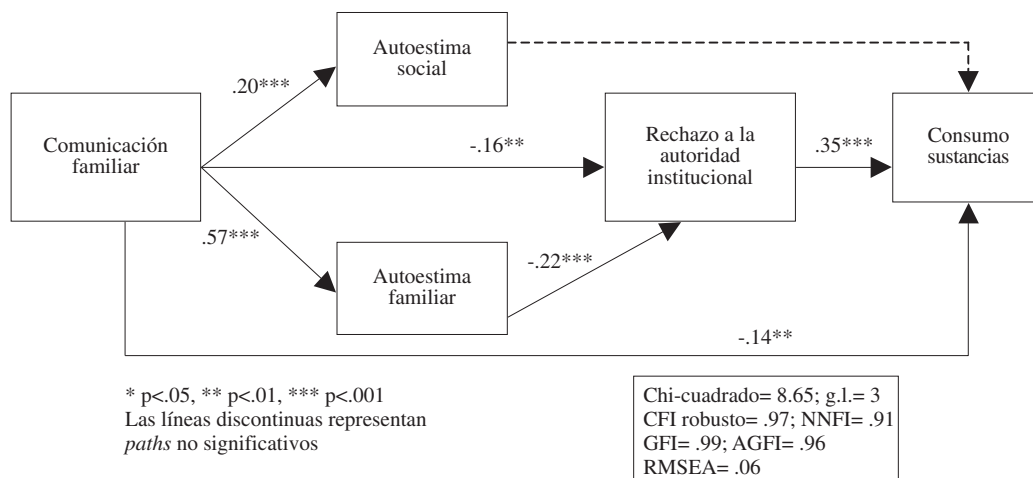 Autoestima
social
.20***
Comunicación
familiar
-.16**
Rechazo a la
autoridad
institucional
.35***
Consumo
sustancias
.57***
Autoestima
familiar
-.22***
-.14**
* p<.05, ** p<.01, *** p<.001
Las líneas discontinuas representan
paths no significativos
Chi-cuadrado= 8.65; g.l.= 3
CFI robusto= .97; NNFI= .91
GFI= .99; AGFI= .96
RMSEA= .06